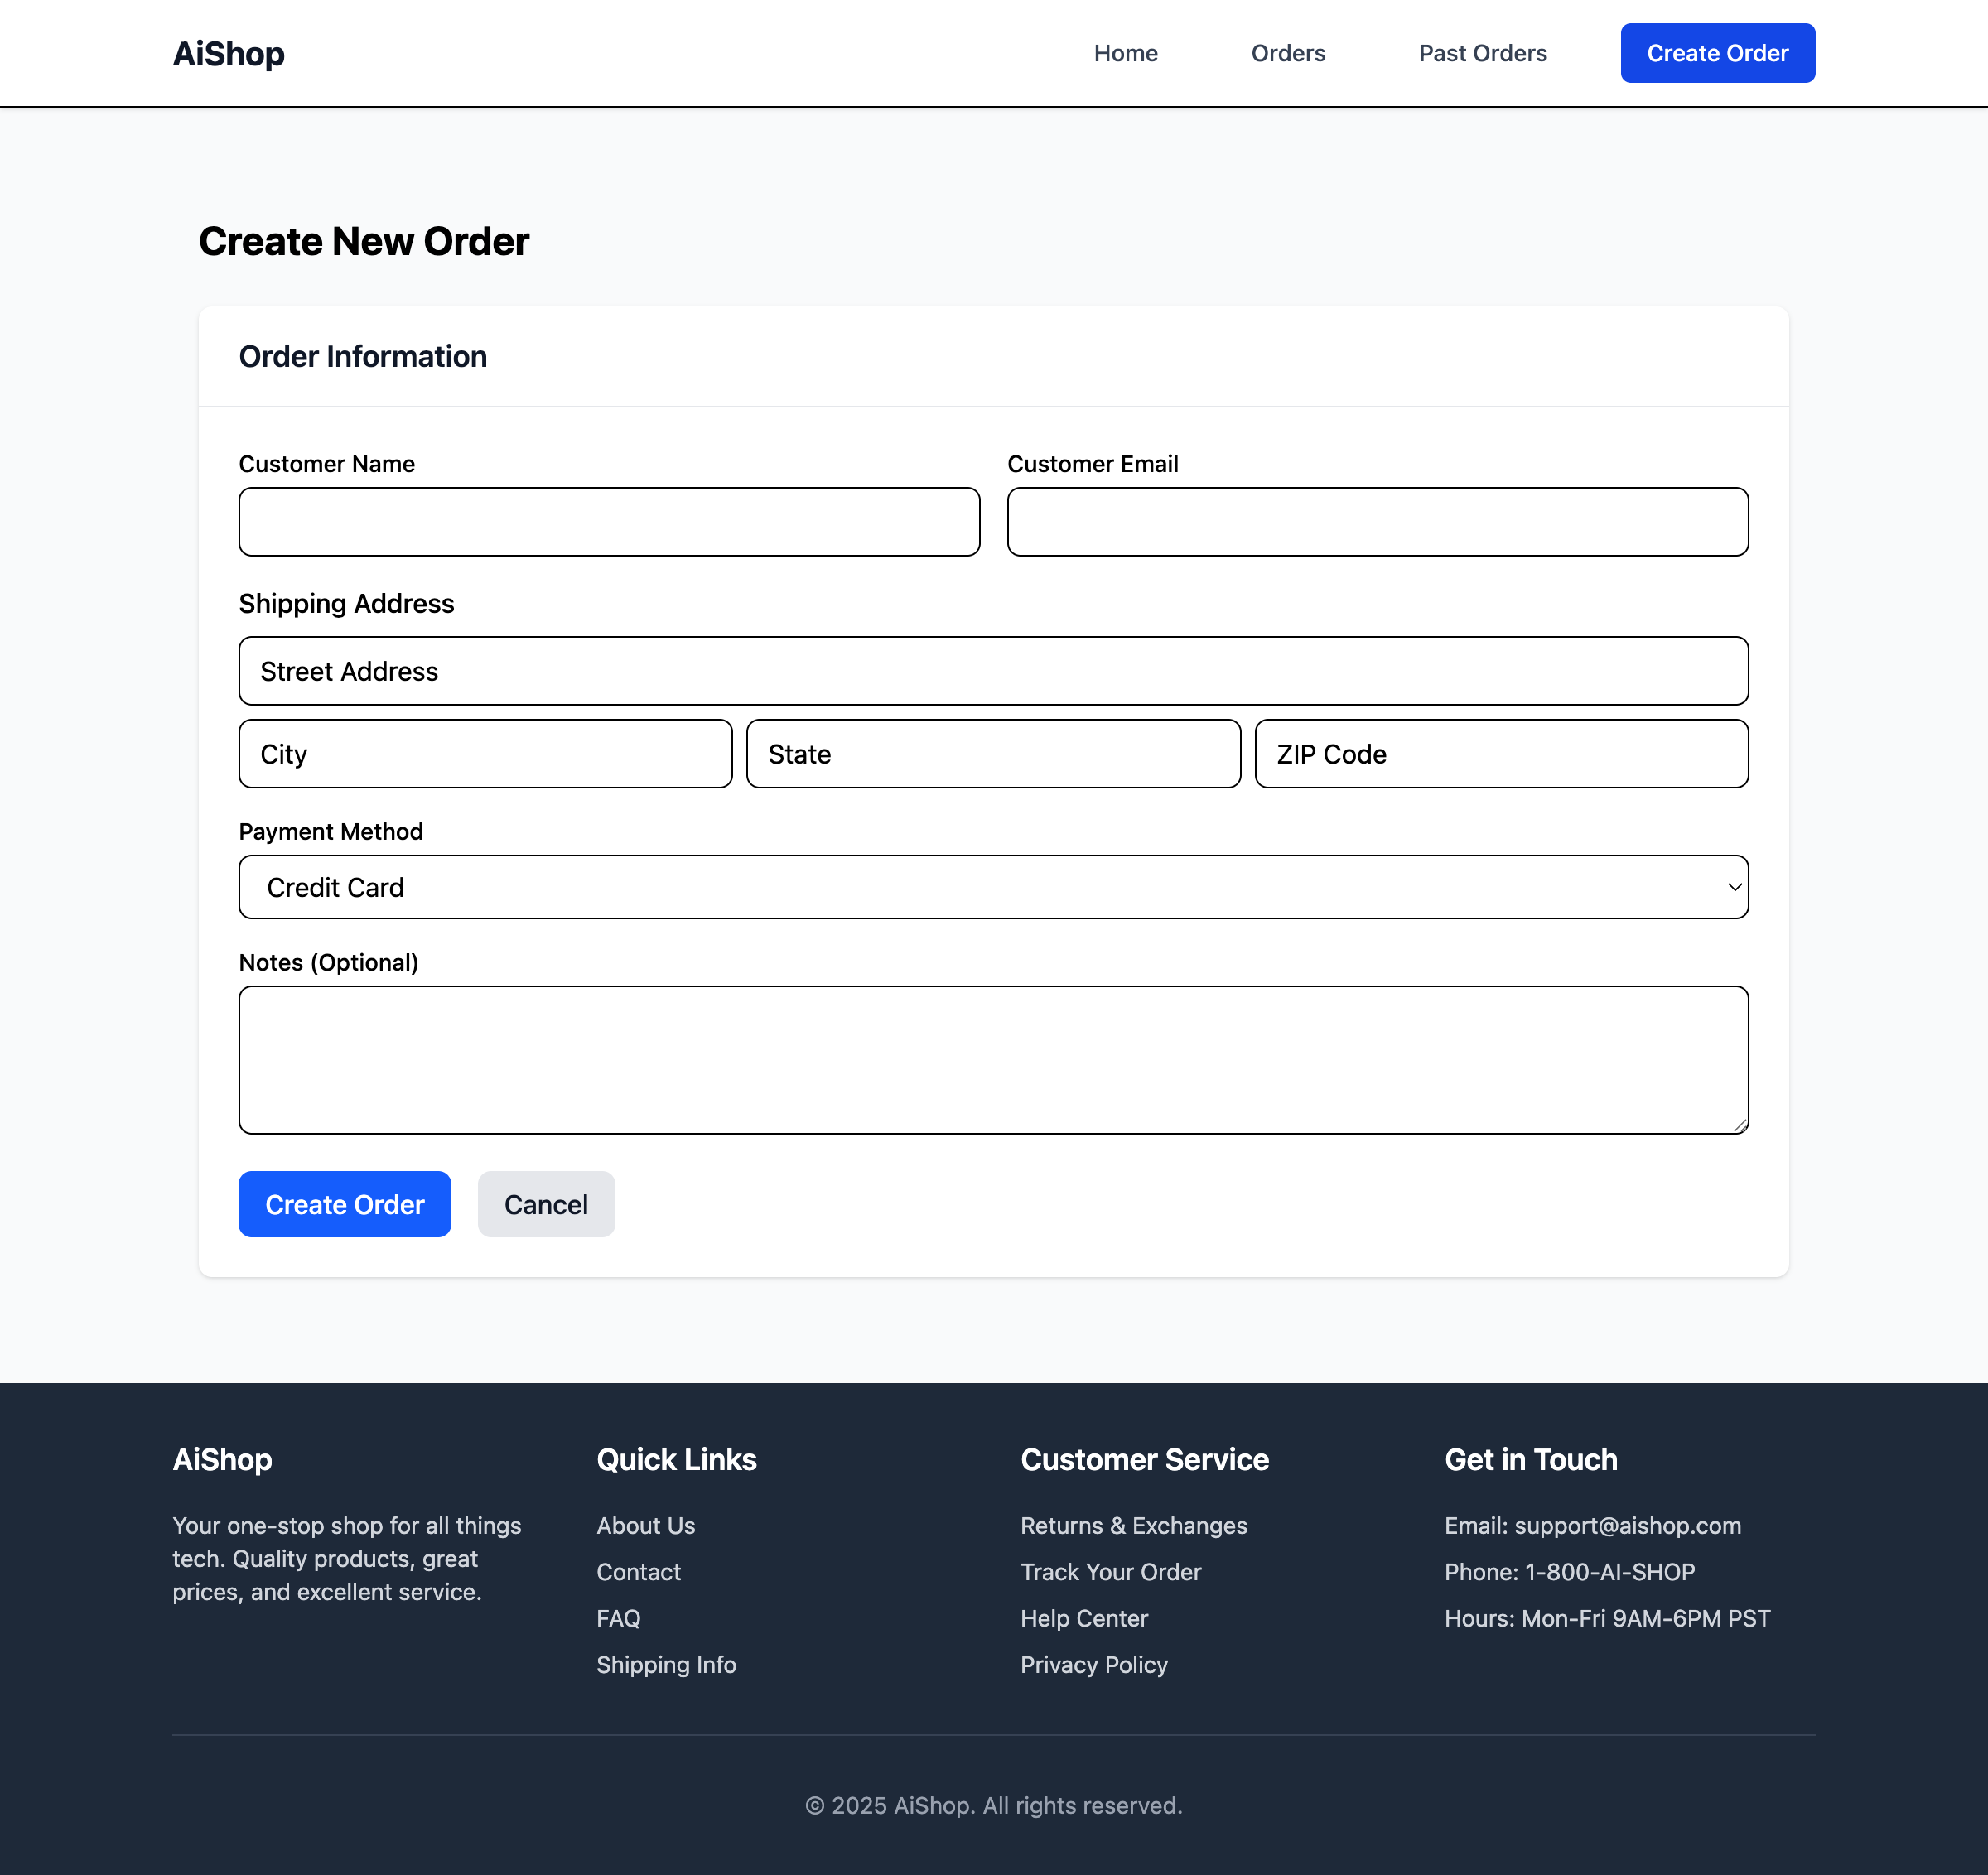 AiShop
Home
Orders
Past Orders
Create Order
Create New Order
Order Information
Customer Name
Customer Email
Shipping Address
Street Address
City
State
ZIP Code
Payment Method
Credit Card
Notes (Optional)
Create Order
Cancel
AiShop
Your one-stop shop for all things
tech. Quality products, great
prices, and excellent service.
Quick Links
About Us
Contact
FAQ
Shipping Info
Customer Service
Returns & Exchanges
Track Your Order
Help Center
Privacy Policy
Get in Touch
Email: support@aishop.com
Phone: 1-800-AI-SHOP
Hours: Mon-Fri 9AM-6PM PST
© 2025 AiShop. All rights reserved.